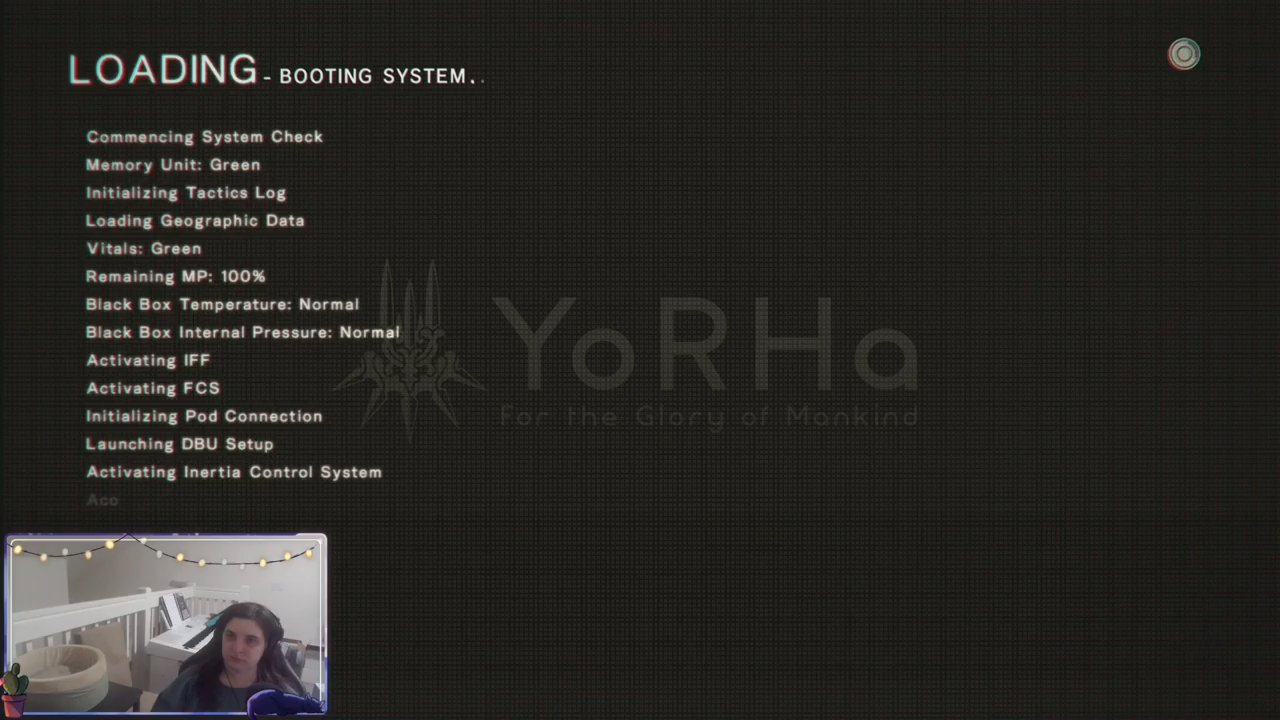 LOADING - BOOTING SYSTEM..
Commencing System Check
Memory Unit: Green
Initializing Tactics Log
Loading Geographic Data
Vitals: Green
Remaining MP: 100%
Black Box Temperature: Normal
Black Box Internal Pressure: Normal
Activating IFF
Activating FCS
Initializing Pod Connection
Launching DBU Setup
Activating Inertia Control System
Aco
YoRHa
For the Glory of Mankind